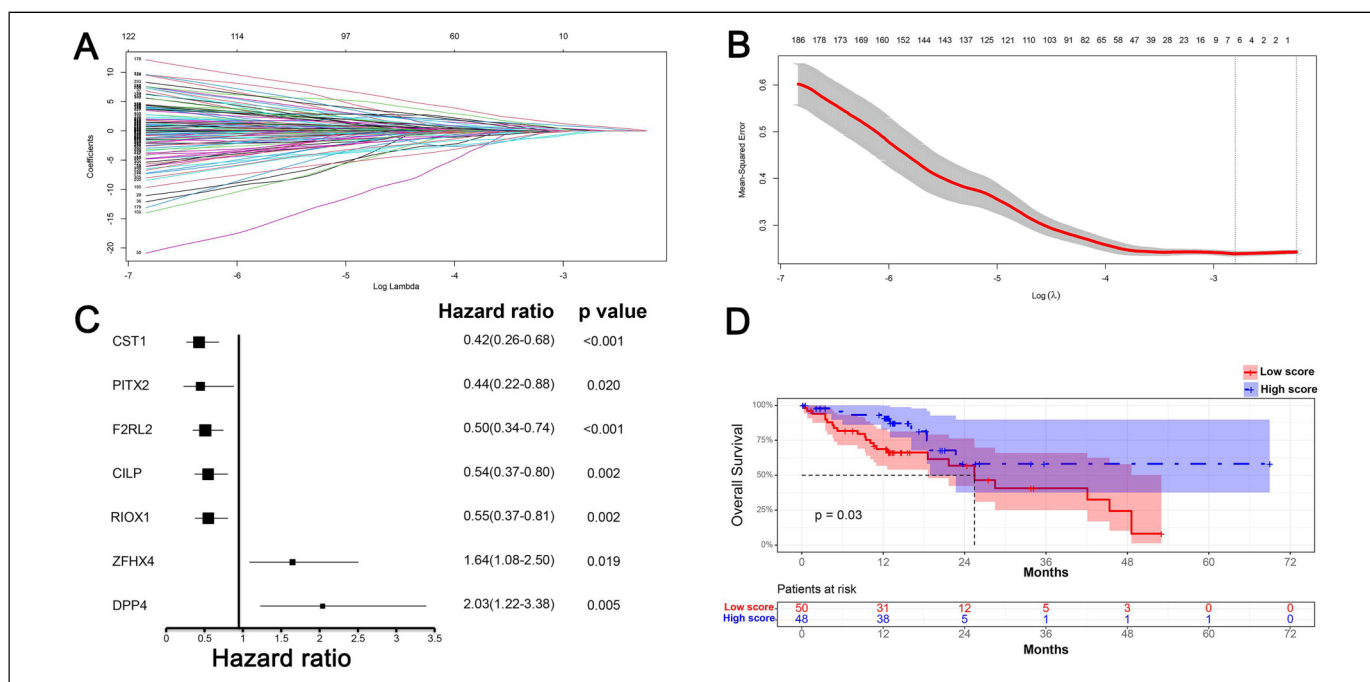 A
122 114 97 60 10
Coefficients
10
5
0
-5
-10
-15
-20
-7 -6 -5 -4 -3
Log Lambda
B
186 178 173 169 160 152 144 143 137 125 121 110 103 91 82 65 58 47 39 28 23 16 9 7 6 4 2 2 1
Mean-Squared Error
0.6
0.5
0.4
0.3
-7 -6 -5 -4 -3
Log (λ)
C
Hazard ratio p value
CST1 0.42(0.26-0.68) <0.001
PITX2 0.44(0.22-0.88) 0.020
F2RL2 0.50(0.34-0.74) <0.001
CILP 0.54(0.37-0.80) 0.002
RIOX1 0.55(0.37-0.81) 0.002
ZFHX4 1.64(1.08-2.50) 0.019
DPP4 2.03(1.22-3.38) 0.005
0 0.5 1 1.5 2 2.5 3 3.5
Hazard ratio
D
Low score
High score
Overall Survival
100%
75%
50%
25%
0%
p = 0.03
0 12 24 36 48 60 72
Months
Patients at risk
Low score 50 31 12 5 3 0 0
High score 48 38 5 1 1 1 0
0 12 24 36 48 60 72
Months